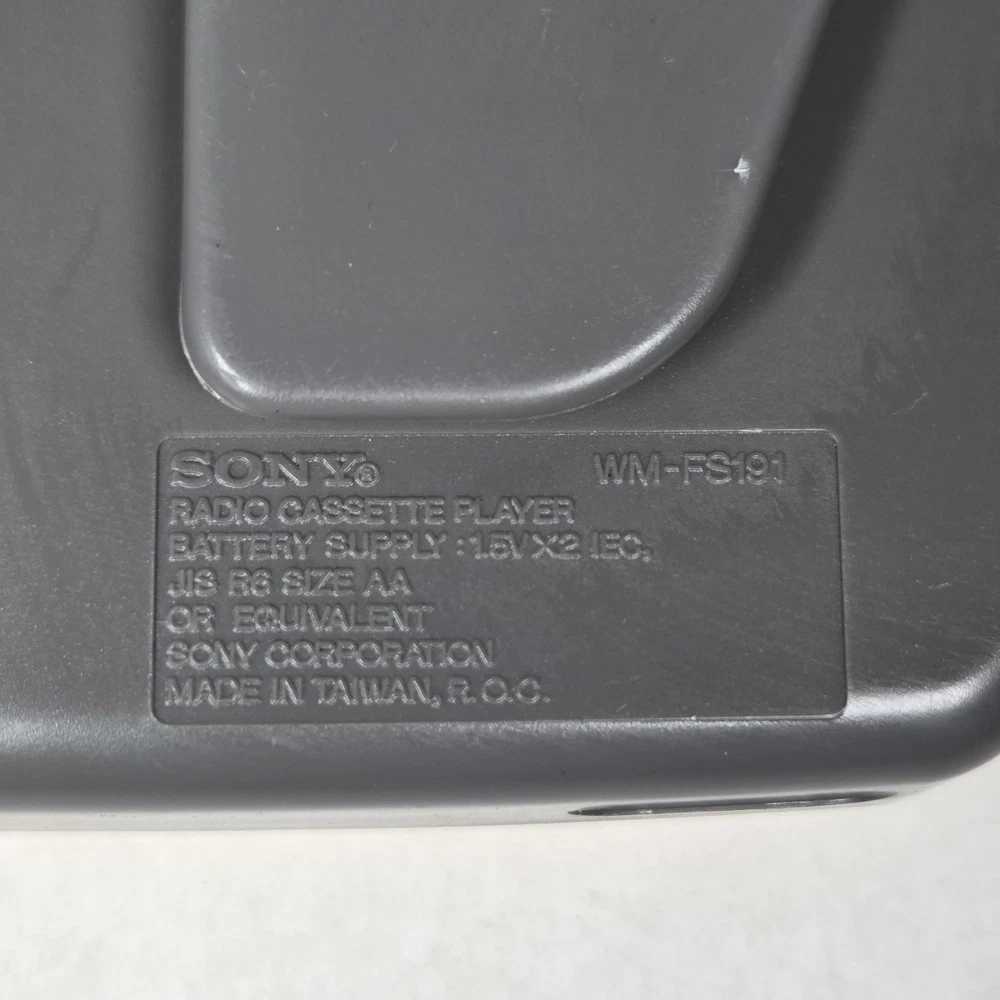 SONY® WM-FS191
RADIO CASSETTE PLAYER
BATTERY SUPPLY : 1.5V X 2 IEC,
JIS R6 SIZE AA
OR EQUIVALENT
SONY CORPORATION
MADE IN TAIWAN, R.O.C.